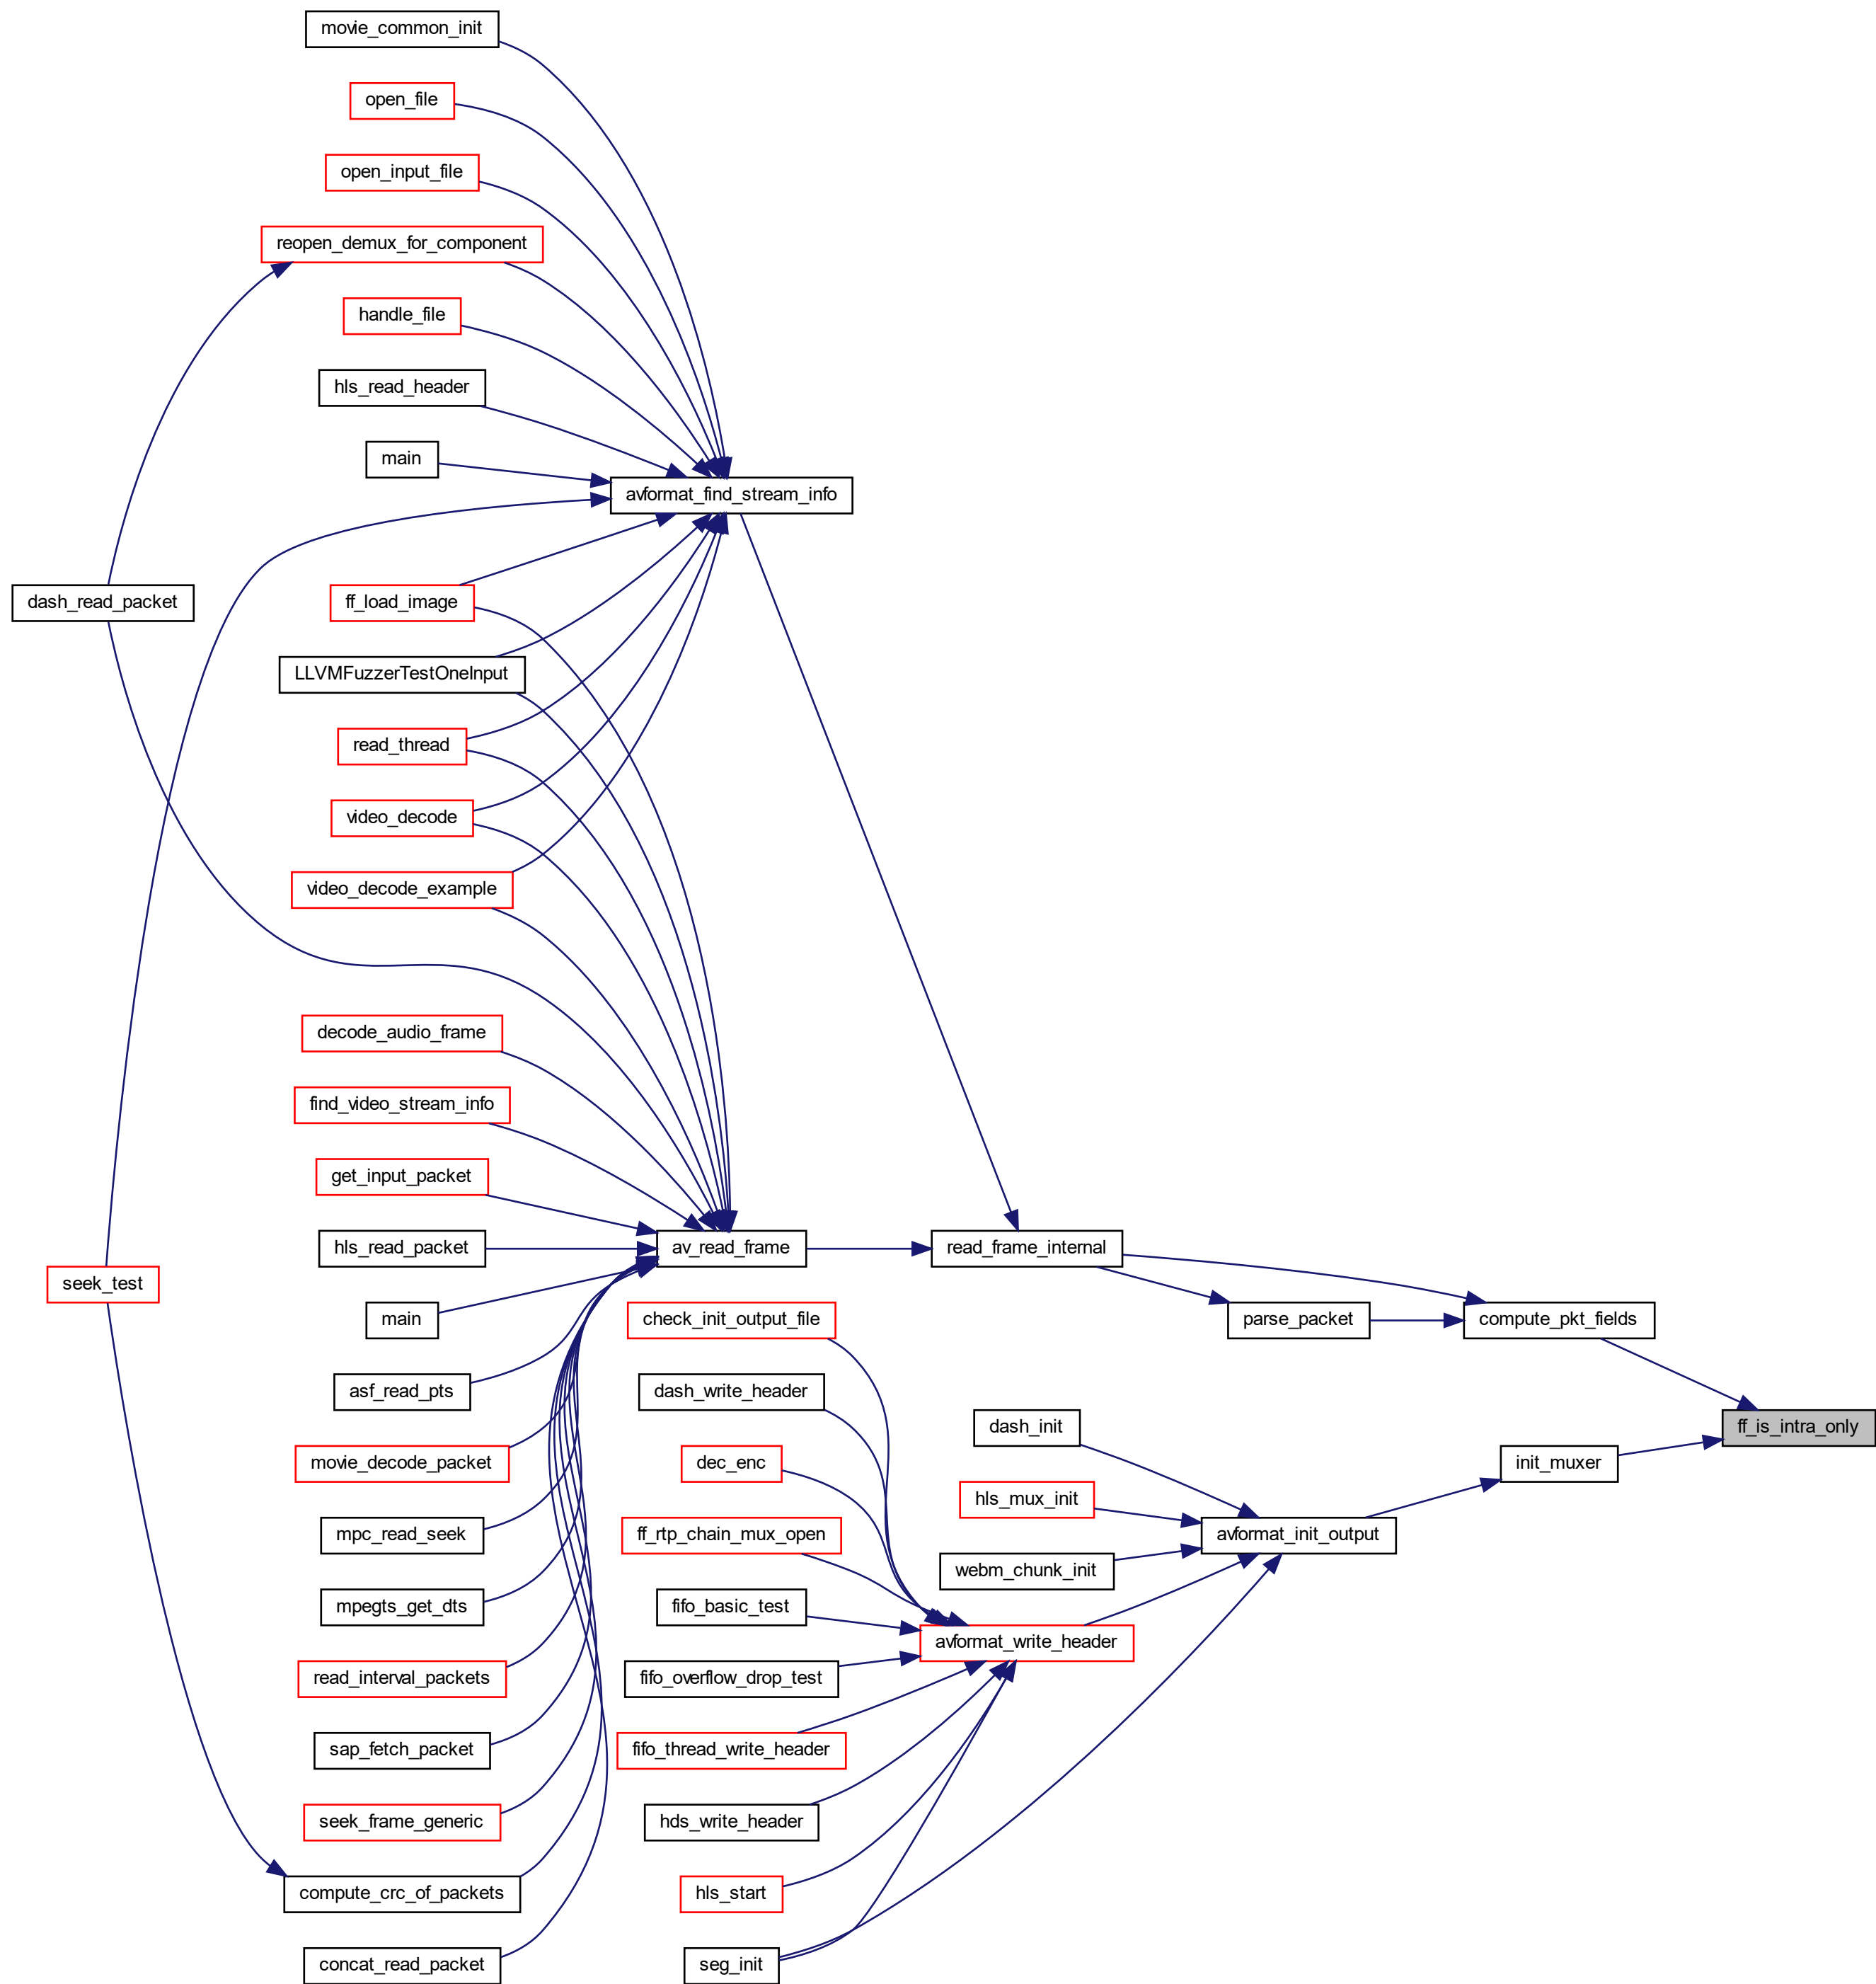 movie_common_init
open_file
open_input_file
reopen_demux_for_component
handle_file
hls_read_header
main
avformat_find_stream_info
dash_read_packet
ff_load_image
LLVMFuzzerTestOneInput
read_thread
video_decode
video_decode_example
decode_audio_frame
find_video_stream_info
get_input_packet
hls_read_packet
av_read_frame
read_frame_internal
seek_test
main
check_init_output_file
parse_packet
compute_pkt_fields
asf_read_pts
dash_write_header
dash_init
ff_is_intra_only
movie_decode_packet
dec_enc
hls_mux_init
init_muxer
mpc_read_seek
ff_rtp_chain_mux_open
webm_chunk_init
avformat_init_output
mpegts_get_dts
fifo_basic_test
avformat_write_header
read_interval_packets
fifo_overflow_drop_test
sap_fetch_packet
fifo_thread_write_header
seek_frame_generic
hds_write_header
compute_crc_of_packets
hls_start
concat_read_packet
seg_init